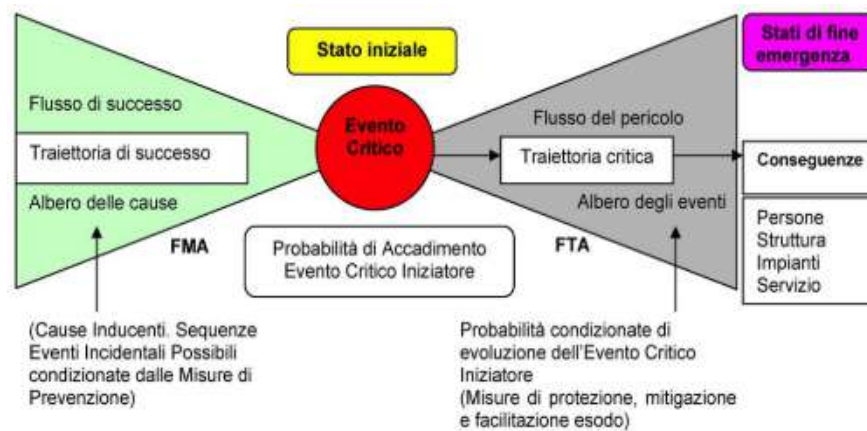 Stato iniziale
Stati di fine
emergenza
Flusso di successo
Traiettoria di successo
Albero delle cause
FMA
Evento
Critico
Probabilità di Accadimento
Evento Critico Iniziatore
Flusso del pericolo
Traiettoria critica
Albero degli eventi
FTA
Conseguenze
Persone
Struttura
Impianti
Servizio
(Cause Inducenti. Sequenze
Eventi Incidentali Possibili
condizionate dalle Misure di
Prevenzione)
Probabilità condizionate di
evoluzione dell'Evento Critico
Iniziatore
(Misure di protezione, mitigazione
e facilitazione esodo)